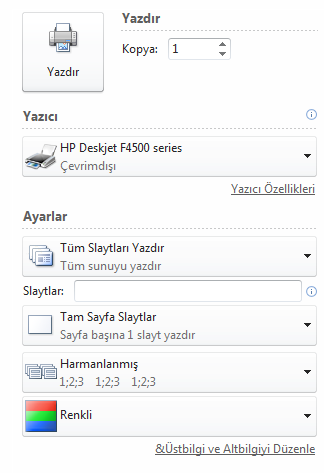 Yazdır
Yazdır
Kopya: 1
Yazıcı
HP Deskjet F4500 series
Çevrimdışı
Yazıcı Özellikleri
Ayarlar
Tüm Slaytları Yazdır
Tüm sunuyu yazdır
Slaytlar:
Tam Sayfa Slaytlar
Sayfa başına 1 slayt yazdır
Harmanlanmış
1;2;3 1;2;3 1;2;3
Renkli
&Üstbilgi ve Altbilgiyi Düzenle